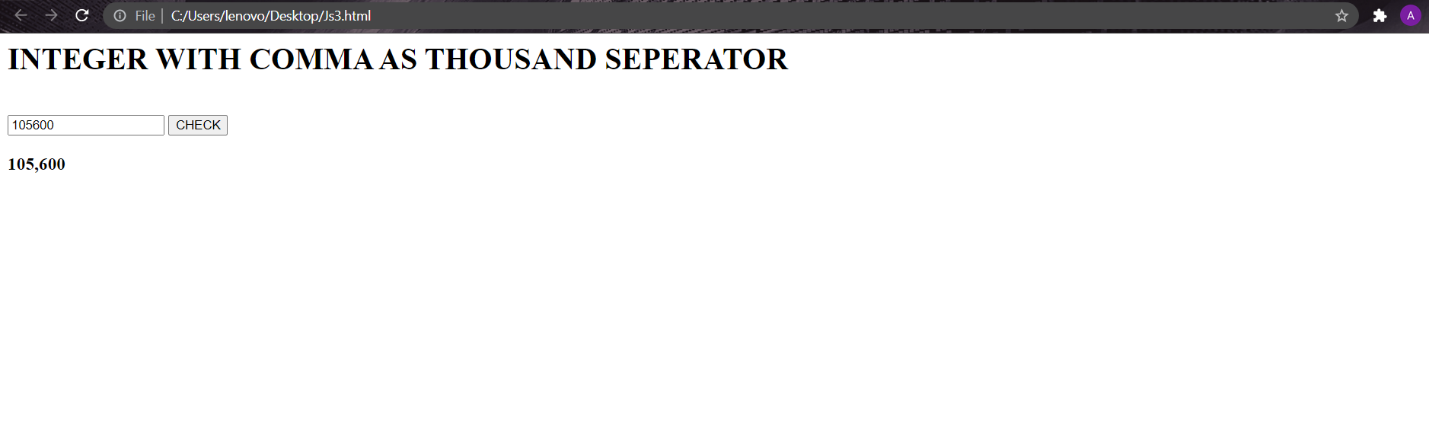 File | C:/Users/lenovo/Desktop/Js3.html
A
INTEGER WITH COMMA AS THOUSAND SEPERATOR
105600 CHECK
105,600